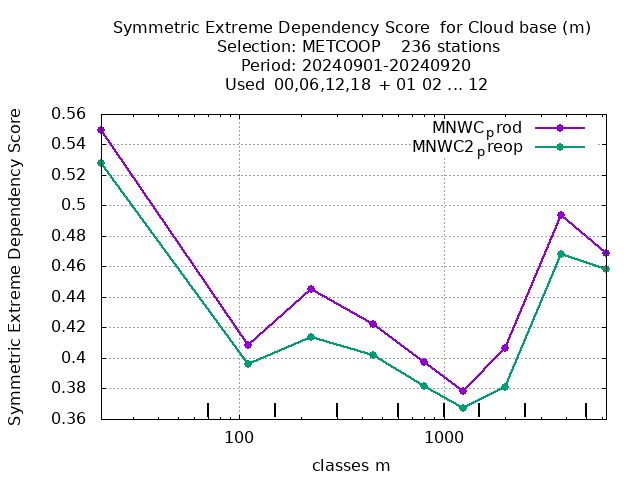 Symmetric Extreme Dependency Score for Cloud base (m)
Selection: METCOOP 236 stations
Period: 20240901-20240920
Used 00,06,12,18 + 01 02 ... 12
Symmetric Extreme Dependency Score
0.56
0.54
0.52
0.5
0.48
0.46
0.44
0.42
0.4
0.38
0.36
MNWCprod
MNWC2preop
100
1000
classes m